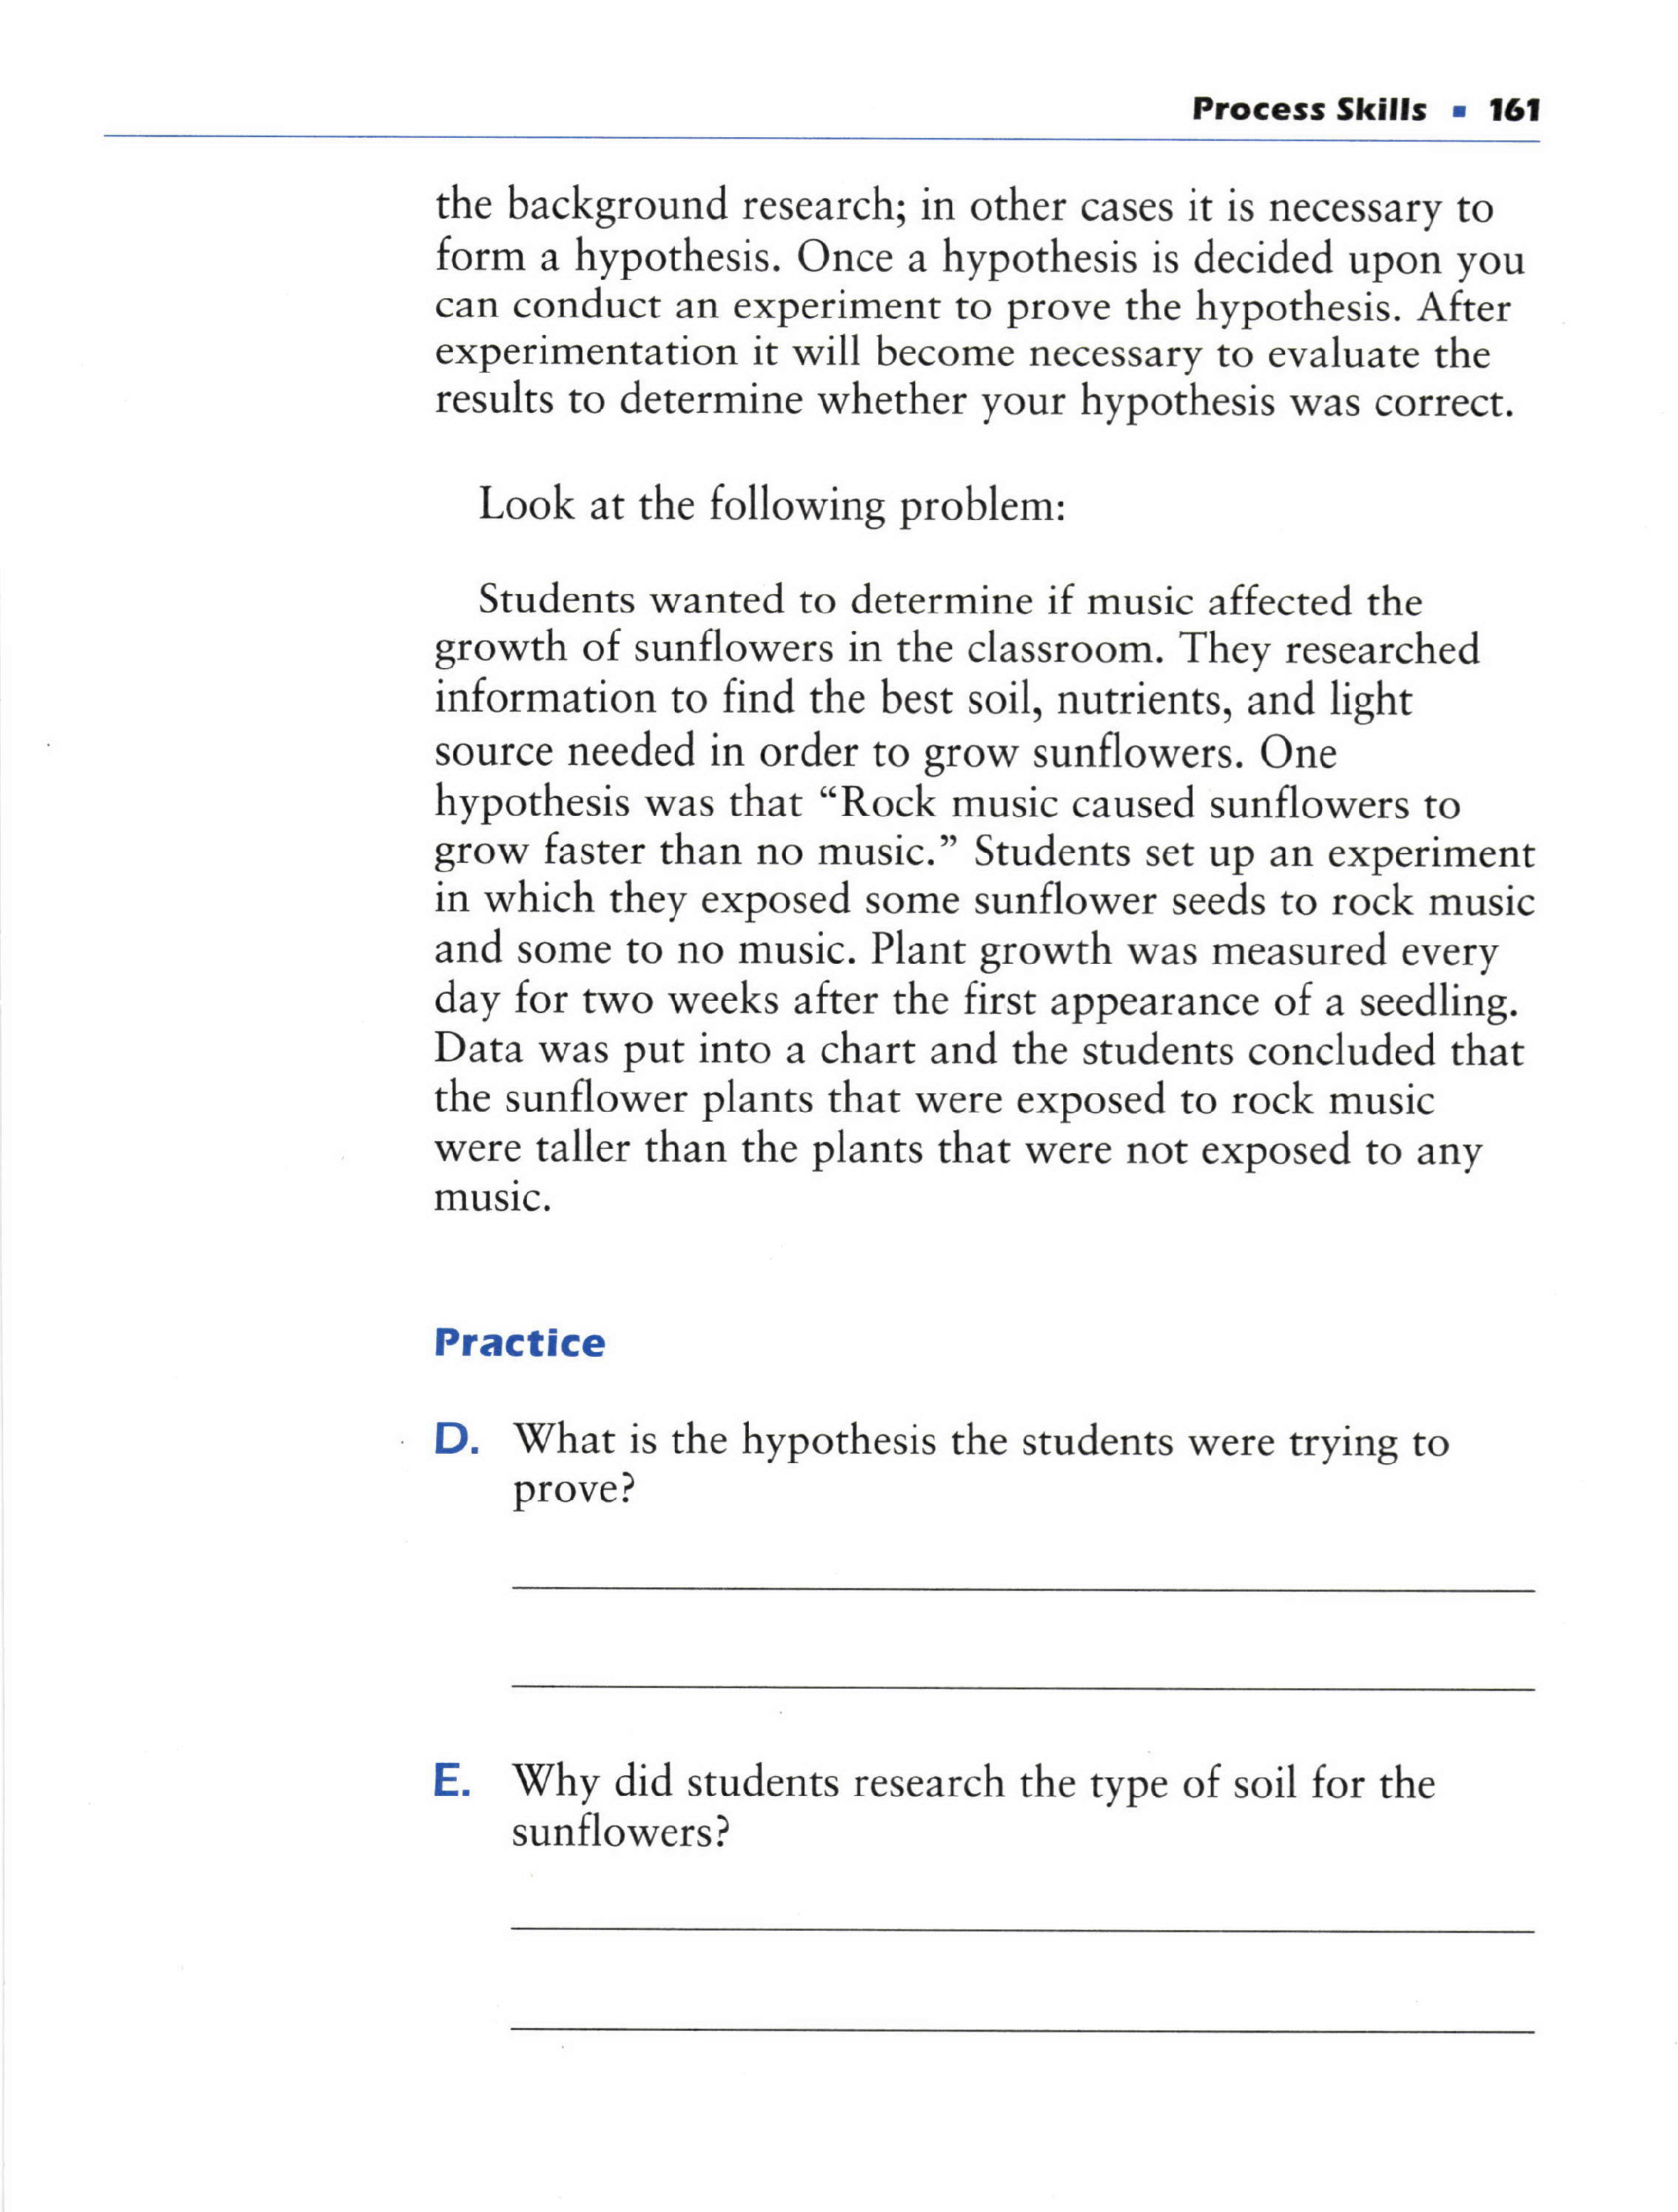 Process Skills ▪ 161
the background research; in other cases it is necessary to
form a hypothesis. Once a hypothesis is decided upon you
can conduct an experiment to prove the hypothesis. After
experimentation it will become necessary to evaluate the
results to determine whether your hypothesis was correct.
Look at the following problem:
Students wanted to determine if music affected the
growth of sunflowers in the classroom. They researched
information to find the best soil, nutrients, and light
source needed in order to grow sunflowers. One
hypothesis was that “Rock music caused sunflowers to
grow faster than no music.” Students set up an experiment
in which they exposed some sunflower seeds to rock music
and some to no music. Plant growth was measured every
day for two weeks after the first appearance of a seedling.
Data was put into a chart and the students concluded that
the sunflower plants that were exposed to rock music
were taller than the plants that were not exposed to any
music.
Practice
D. What is the hypothesis the students were trying to
prove?
E. Why did students research the type of soil for the
sunflowers?